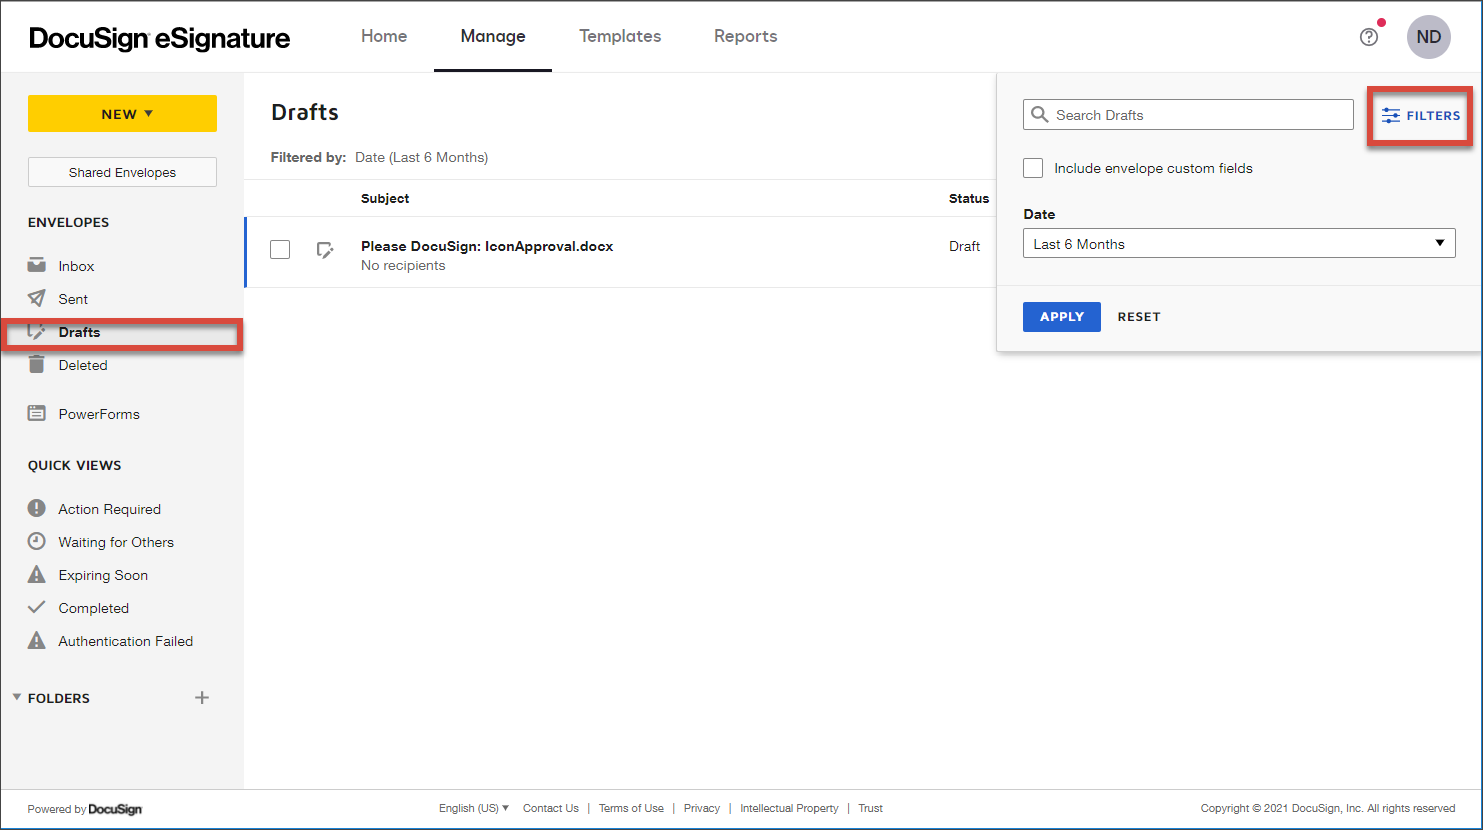 DocuSign eSignature
Home
Manage
Templates
Reports
ND
NEW
Shared Envelopes
ENVELOPES
Inbox
Sent
Drafts
Deleted
PowerForms
QUICK VIEWS
Action Required
Waiting for Others
Expiring Soon
Completed
Authentication Failed
FOLDERS
Drafts
Filtered by: Date (Last 6 Months)
Subject
Status
Please DocuSign: IconApproval.docx
Draft
No recipients
Search Drafts
FILTERS
Include envelope custom fields
Date
Last 6 Months
APPLY
RESET
Powered by DocuSign
English (US)
Contact Us | Terms of Use | Privacy | Intellectual Property | Trust
Copyright © 2021 DocuSign, Inc. All rights reserved